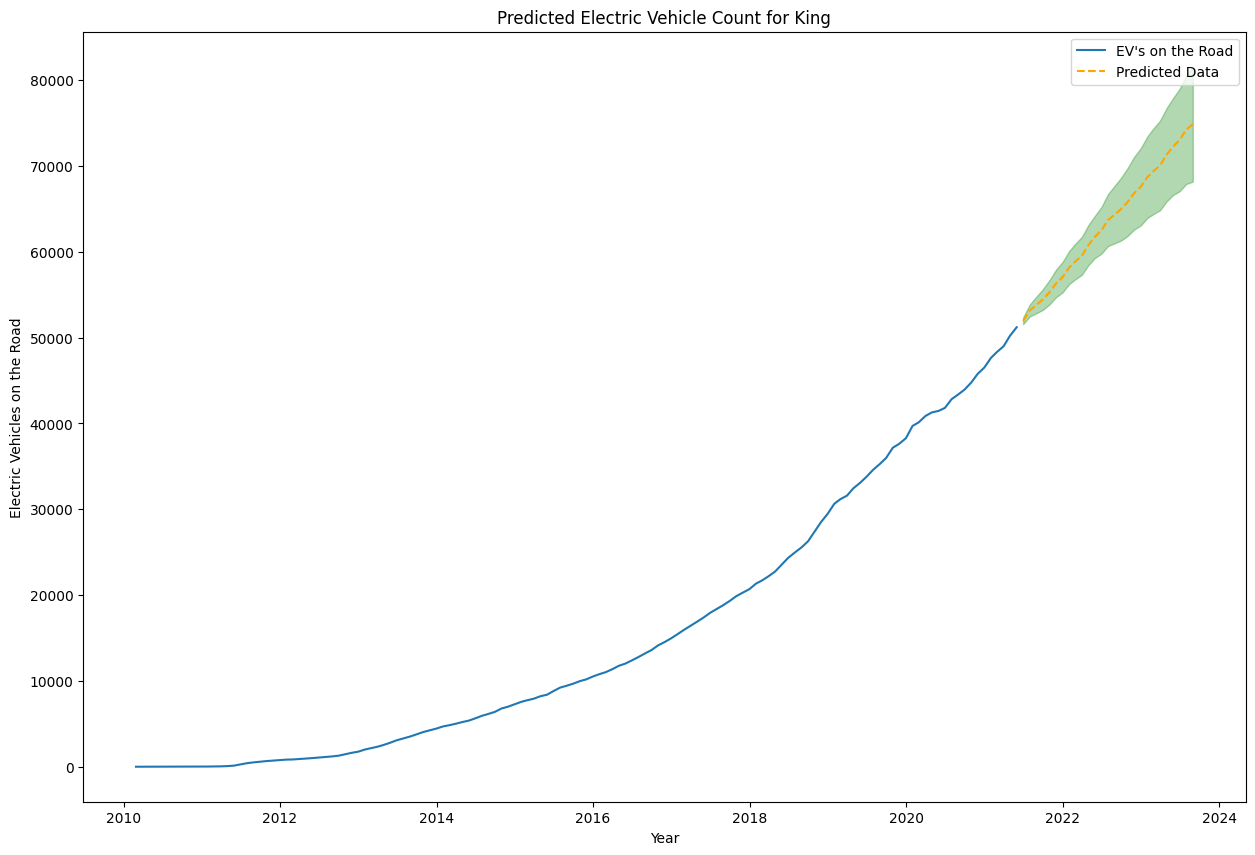 Predicted Electric Vehicle Count for King
EV's on the Road
Predicted Data
Electric Vehicles on the Road
80000
70000
60000
50000
40000
30000
20000
10000
0
2010 2012 2014 2016 2018 2020 2022 2024
Year